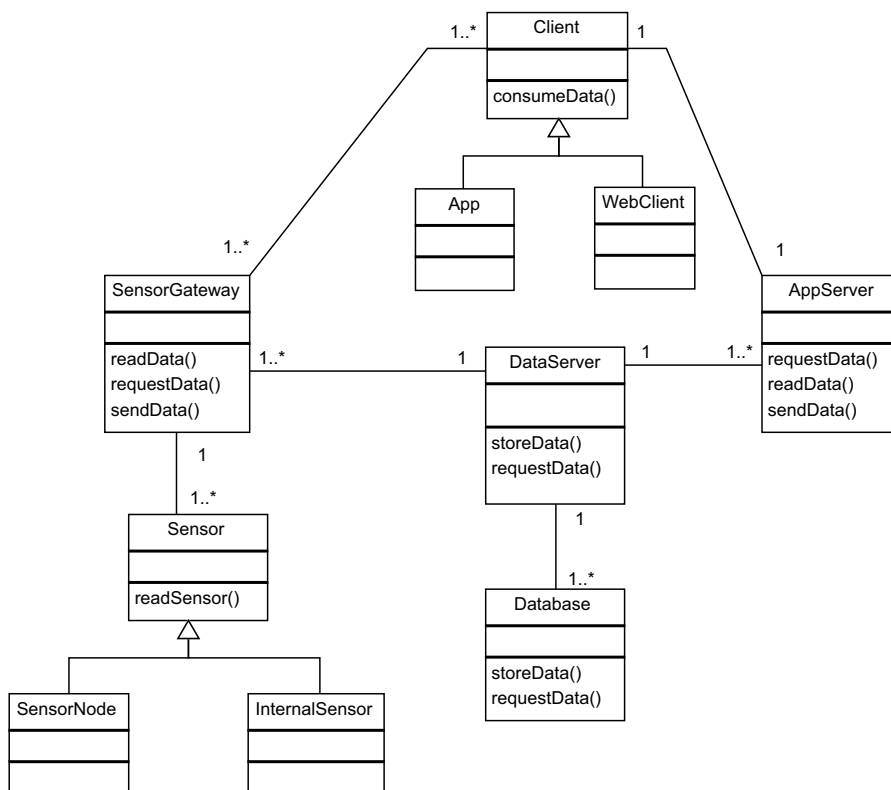 1..*
Client
1
consumeData()
App
WebClient
1..*
1
SensorGateway
AppServer
readData()
requestData()
sendData()
1..*
1
DataServer
1
1..*
requestData()
readData()
sendData()
storeData()
requestData()
1
1..*
Sensor
readSensor()
1
1..*
Database
storeData()
requestData()
SensorNode
InternalSensor